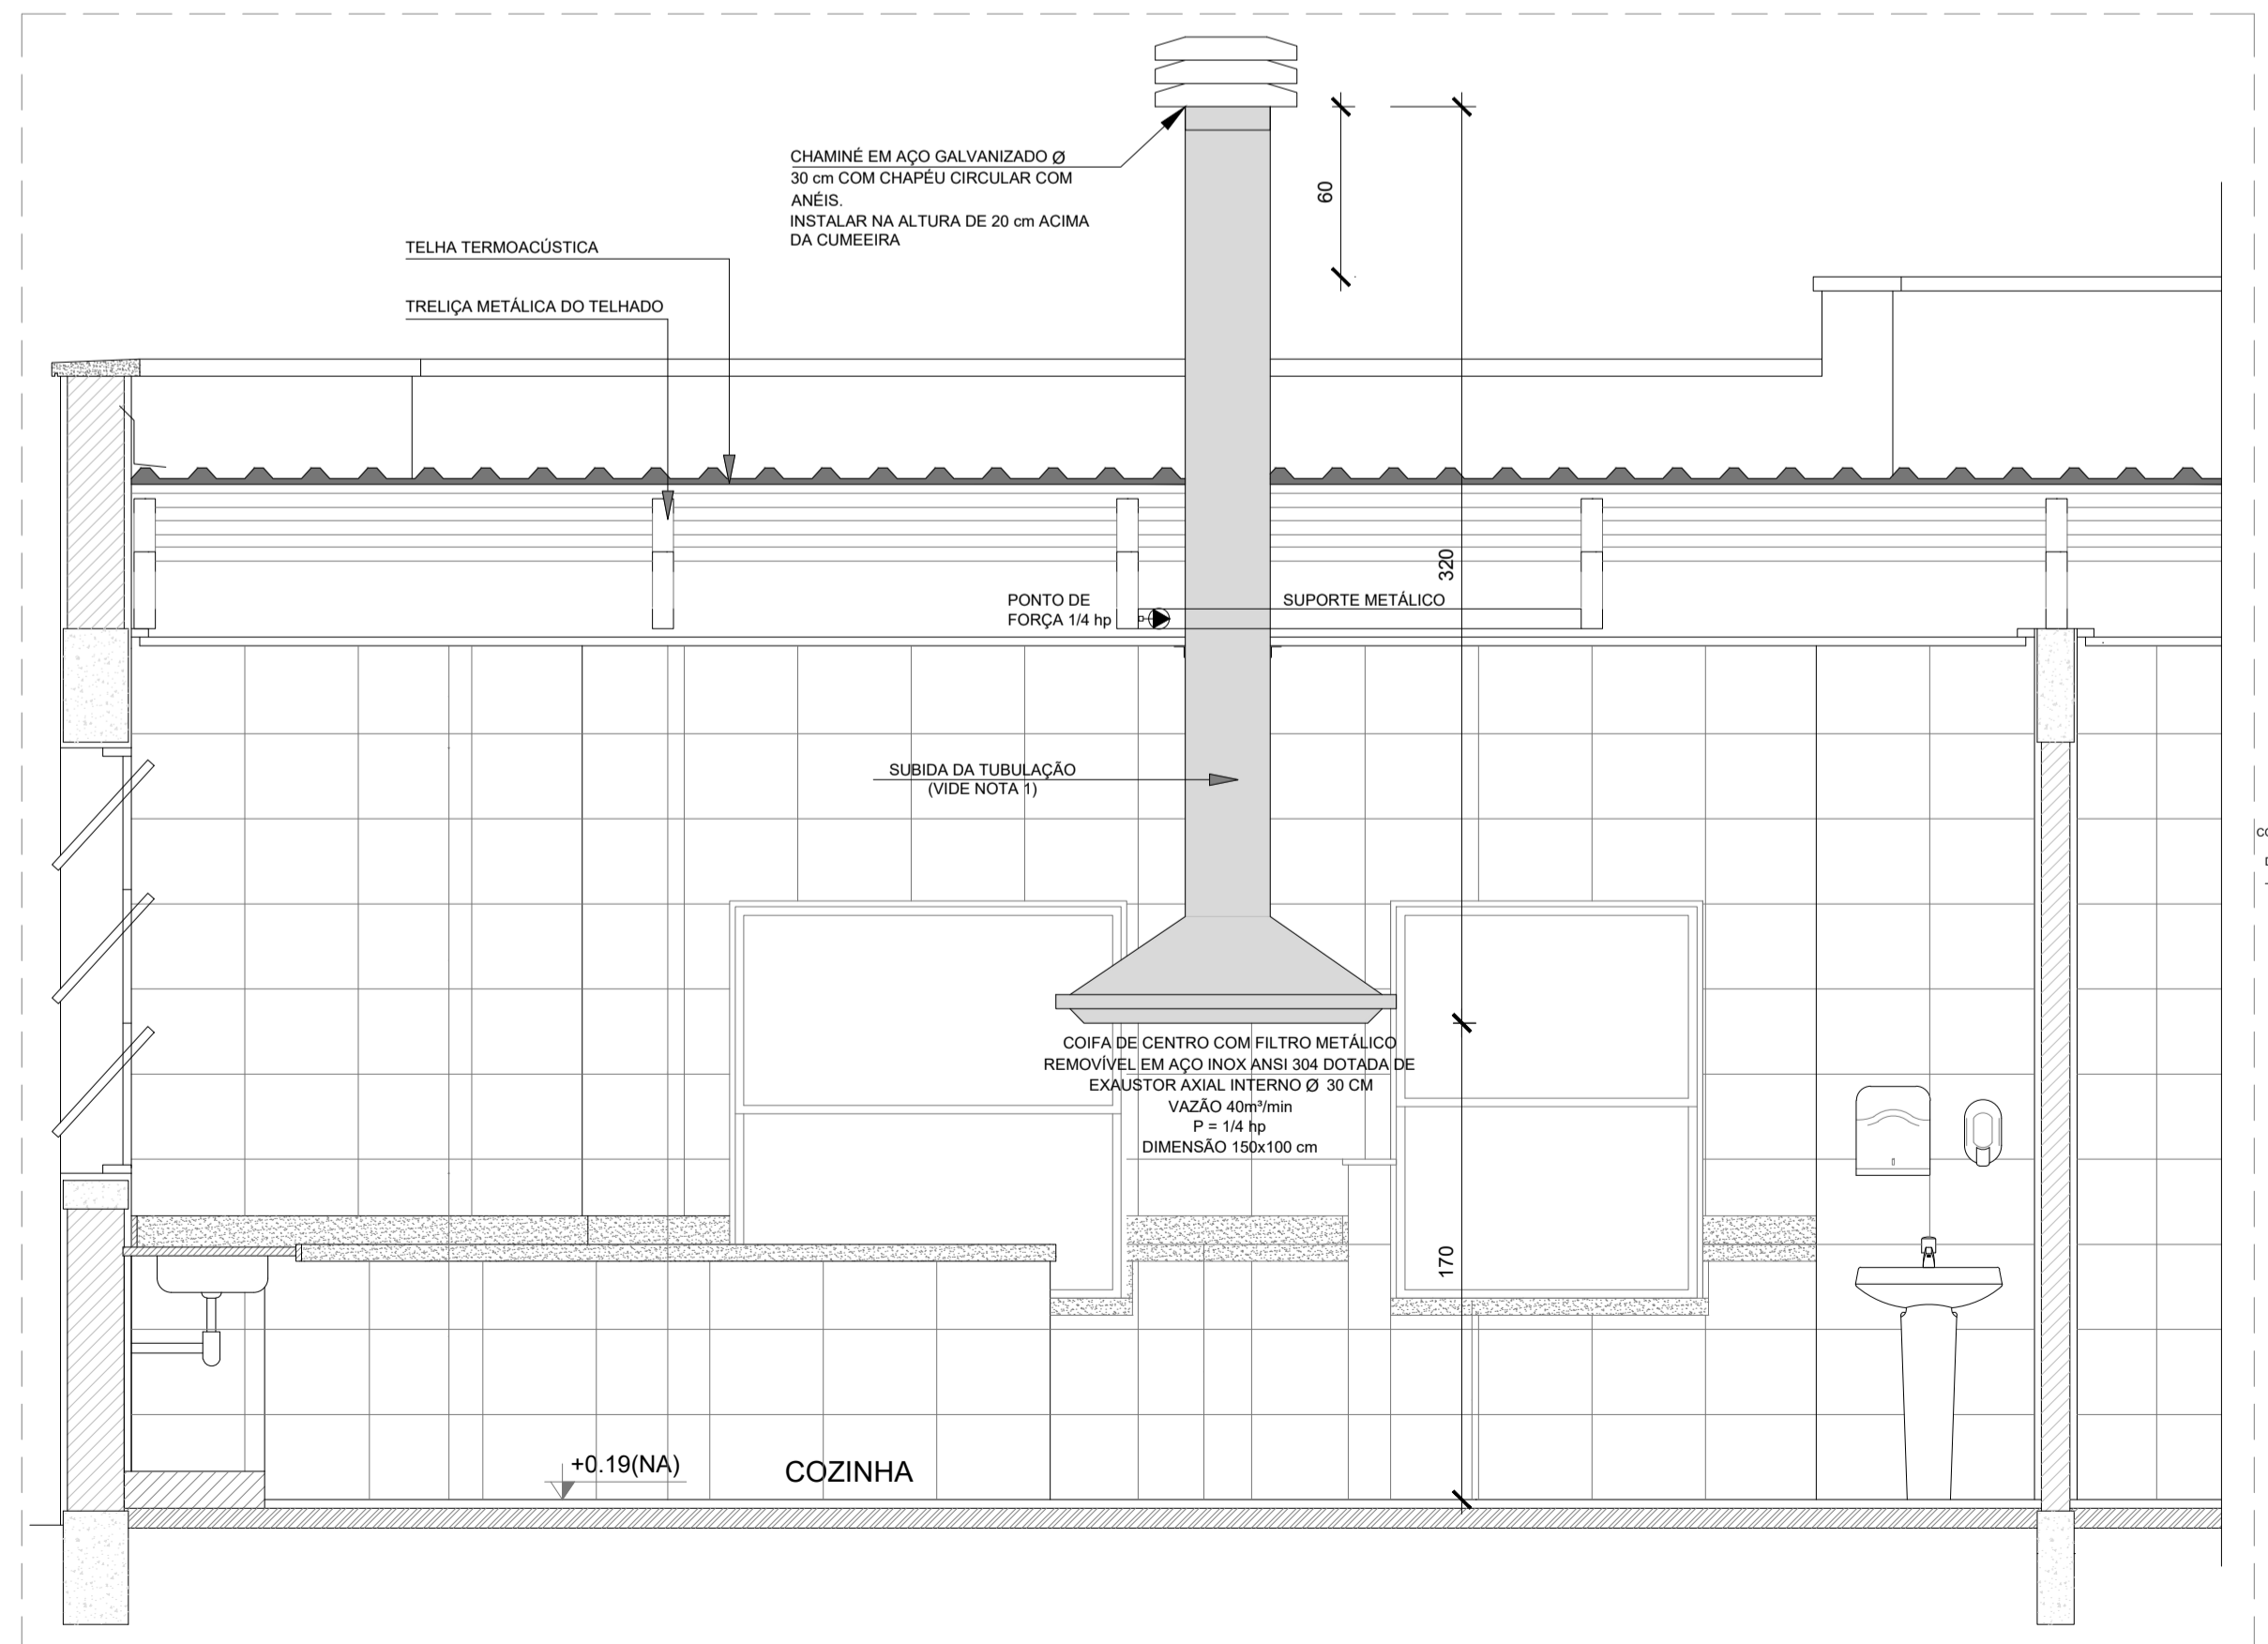 CHAMINÉ EM AÇO GALVANIZADO Ø
30 cm COM CHAPÉU CIRCULAR COM
ANÉIS.
INSTALAR NA ALTURA DE 20 cm ACIMA
DA CUMEEIRA
60
TELHA TERMOACÚSTICA
TRELIÇA METÁLICA DO TELHADO
320
PONTO DE
FORÇA 1/4 hp
SUPORTE METÁLICO
SUBIDA DA TUBULAÇÃO
(VIDE NOTA 1)
COIFA DE CENTRO COM FILTRO METÁLICO
REMOVÍVEL EM AÇO INOX ANSI 304 DOTADA DE
EXAUSTOR AXIAL INTERNO Ø 30 CM
VAZÃO 40m³/min
P = 1/4 hp
DIMENSÃO 150x100 cm
170
+0.19(NA)
COZINHA